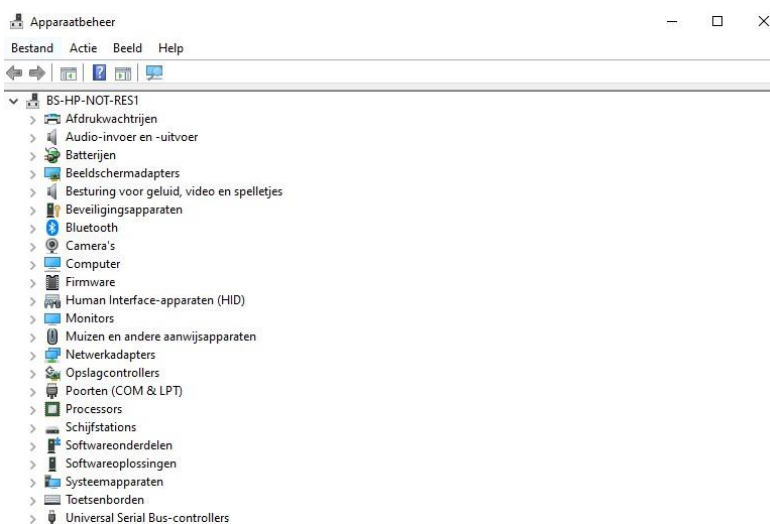 Apparaatbeheer
Bestand Actie Beeld Help
BS-HP-NOT-RES1
Afdrukwachtrijen
Audio-invoer en -uitvoer
Batterijen
Beeldschermadapters
Besturing voor geluid, video en spelletjes
Beveiligingsapparaten
Bluetooth
Camera's
Computer
Firmware
Human Interface-apparaten (HID)
Monitors
Muizen en andere aanwijsapparaten
Netwerkadapters
Opslagcontrollers
Poorten (COM & LPT)
Processors
Schijfstations
Softwareonderdelen
Softwareoplossingen
Systeemapparaten
Toetsenborden
Universal Serial Bus-controllers